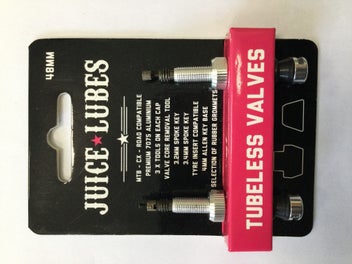 48MM
JUICE LUBES
MTB - CX - ROAD COMPATIBLE
PREMIUM 7075 ALUMINIUM
3 X TOOLS ON EACH CAP
VALVE CORE REMOVAL TOOL
3.2MM SPOKE KEY
3.4MM SPOKE KEY
TYRE INSERT COMPATIBLE
4MM ALLEN KEY BASE
SELECTION OF RUBBER GROMMETS
TUBELESS VALVES